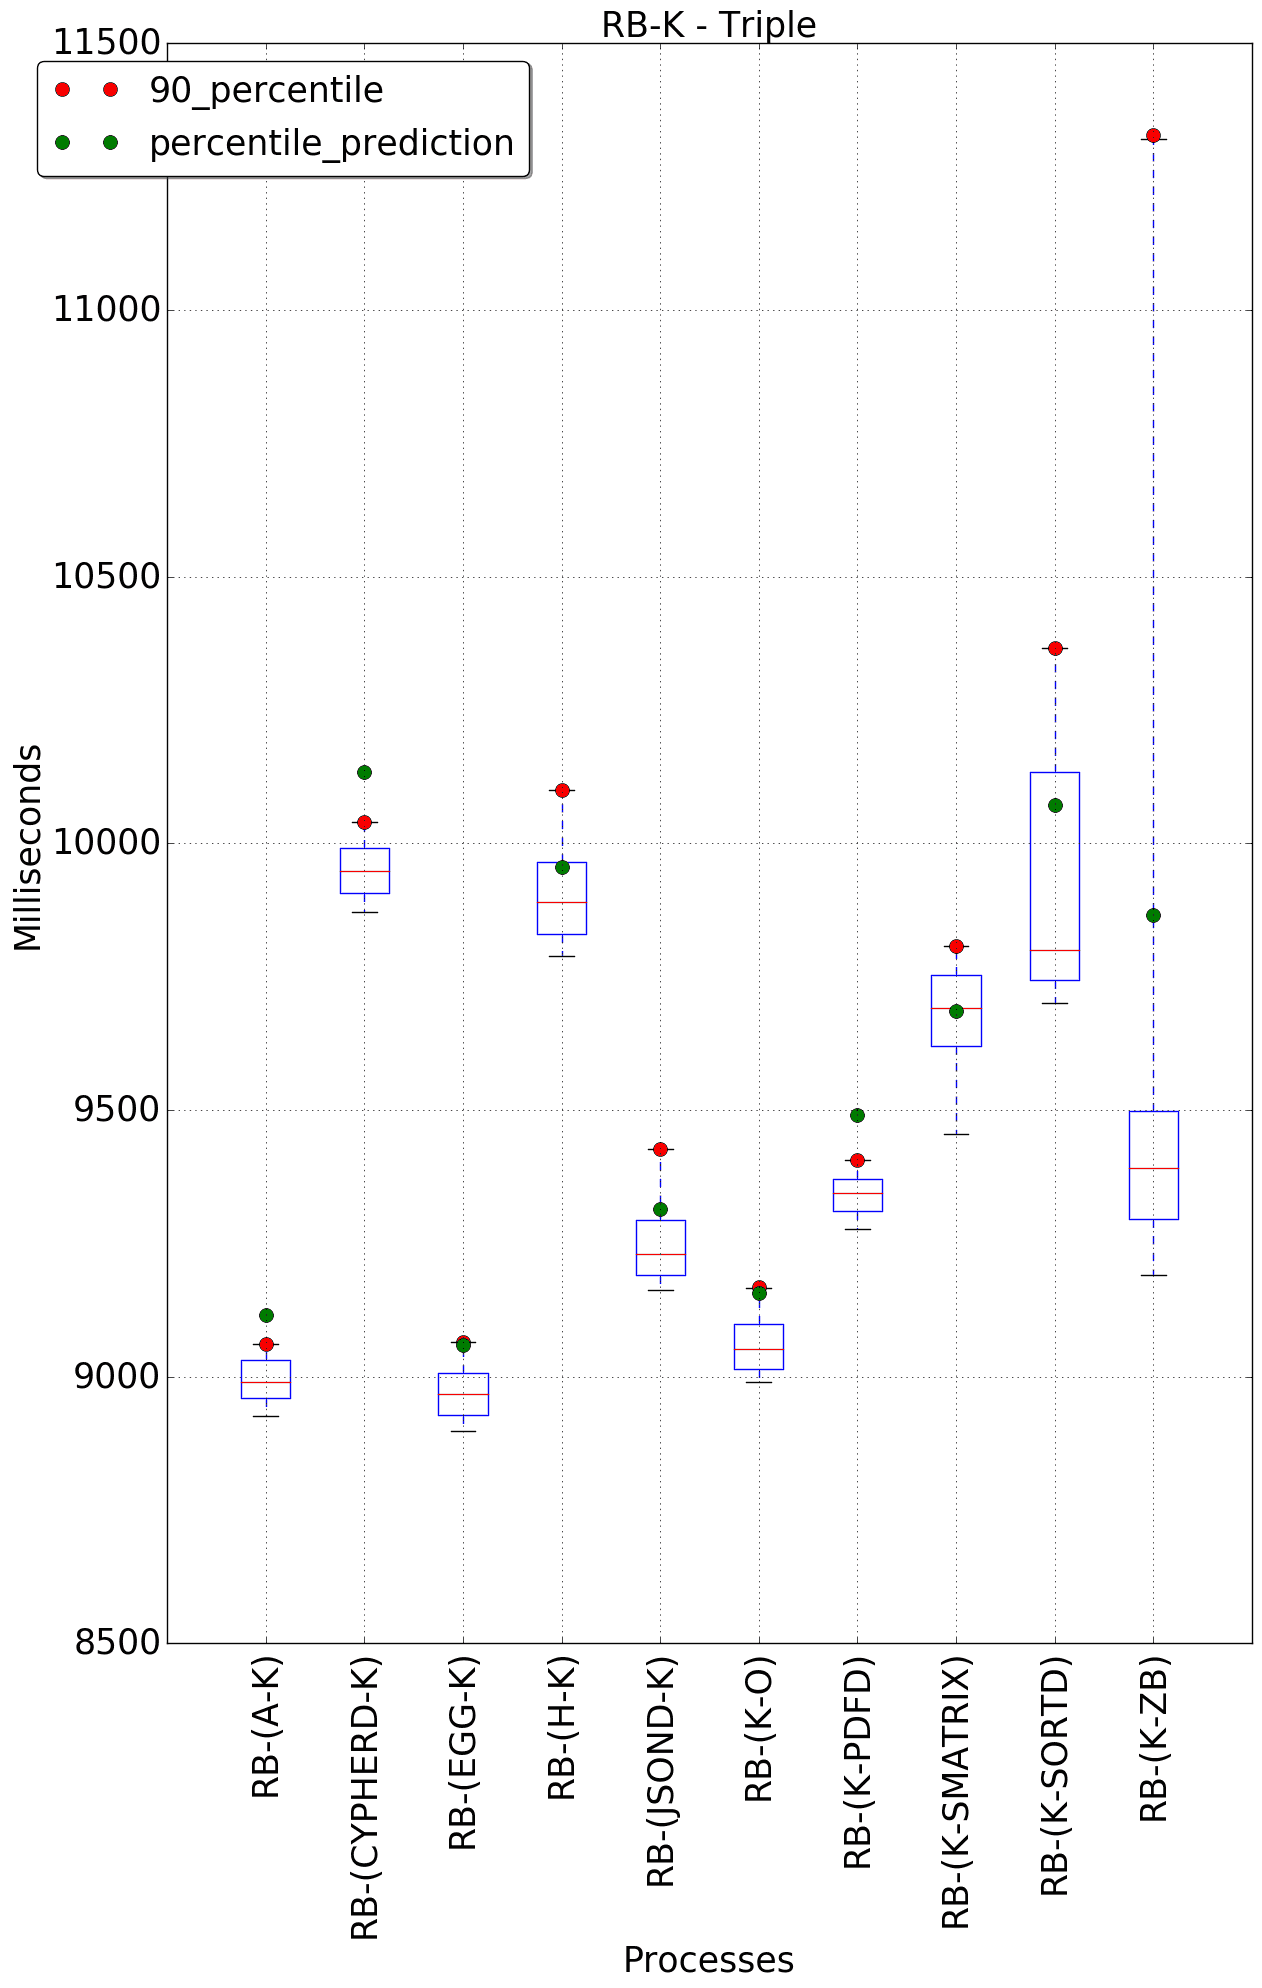 RB-K - Triple
90_percentile
percentile_prediction
11500
11000
10500
10000
9500
9000
8500
Milliseconds
RB-(A-K)
RB-(CYPHERD-K)
RB-(EGG-K)
RB-(H-K)
RB-(JSOND-K)
RB-(K-O)
RB-(K-PDFD)
RB-(K-SMATRIX)
RB-(K-SORTD)
RB-(K-ZB)
Processes